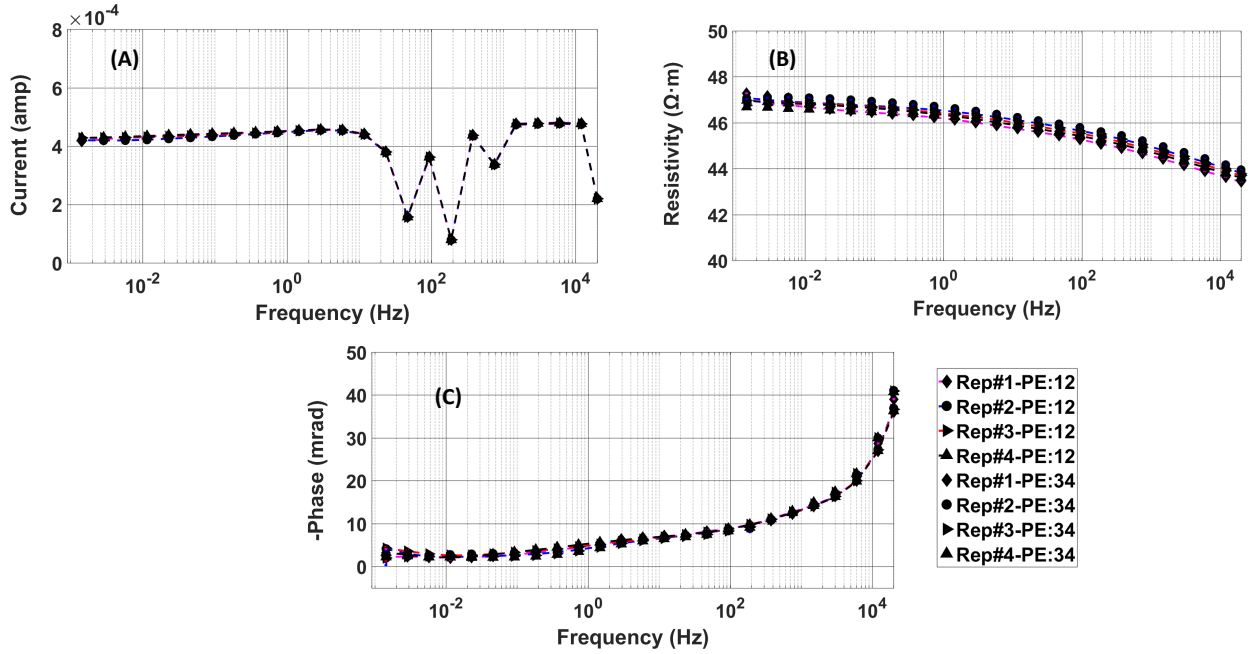 ×10⁻⁴
8
6
4
2
0
Current (amp)
(A)
10⁻² 10⁰ 10² 10⁴
Frequency (Hz)
50
48
46
44
42
40
Resistivity (Ω·m)
(B)
10⁻² 10⁰ 10² 10⁴
Frequency (Hz)
50
40
30
20
10
0
-Phase (mrad)
(C)
10⁻² 10⁰ 10² 10⁴
Frequency (Hz)
Rep#1-PE:12
Rep#2-PE:12
Rep#3-PE:12
Rep#4-PE:12
Rep#1-PE:34
Rep#2-PE:34
Rep#3-PE:34
Rep#4-PE:34